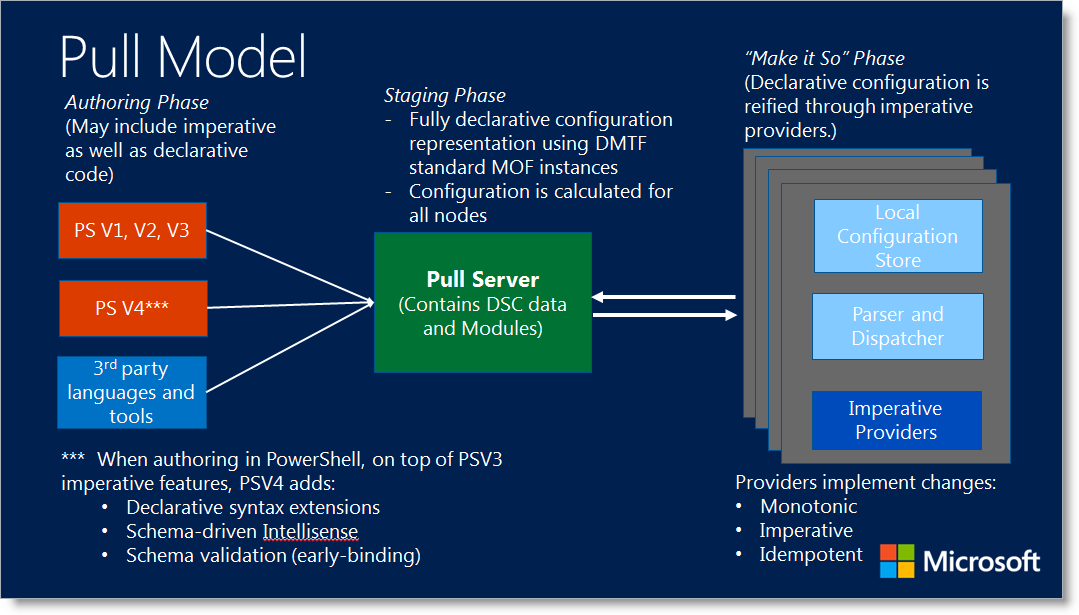 Pull Model
Authoring Phase
(May include imperative
as well as declarative
code)
PS V1, V2, V3
PS V4***
3rd party
languages and
tools
*** When authoring in PowerShell, on top of PSV3
imperative features, PSV4 adds:
• Declarative syntax extensions
• Schema-driven Intellisense
• Schema validation (early-binding)
Staging Phase
- Fully declarative configuration
representation using DMTF
standard MOF instances
- Configuration is calculated for
all nodes
Pull Server
(Contains DSC data
and Modules)
“Make it So” Phase
(Declarative configuration is
reified through imperative
providers.)
Local
Configuration
Store
Parser and
Dispatcher
Imperative
Providers
Providers implement changes:
• Monotonic
• Imperative
• Idempotent
Microsoft